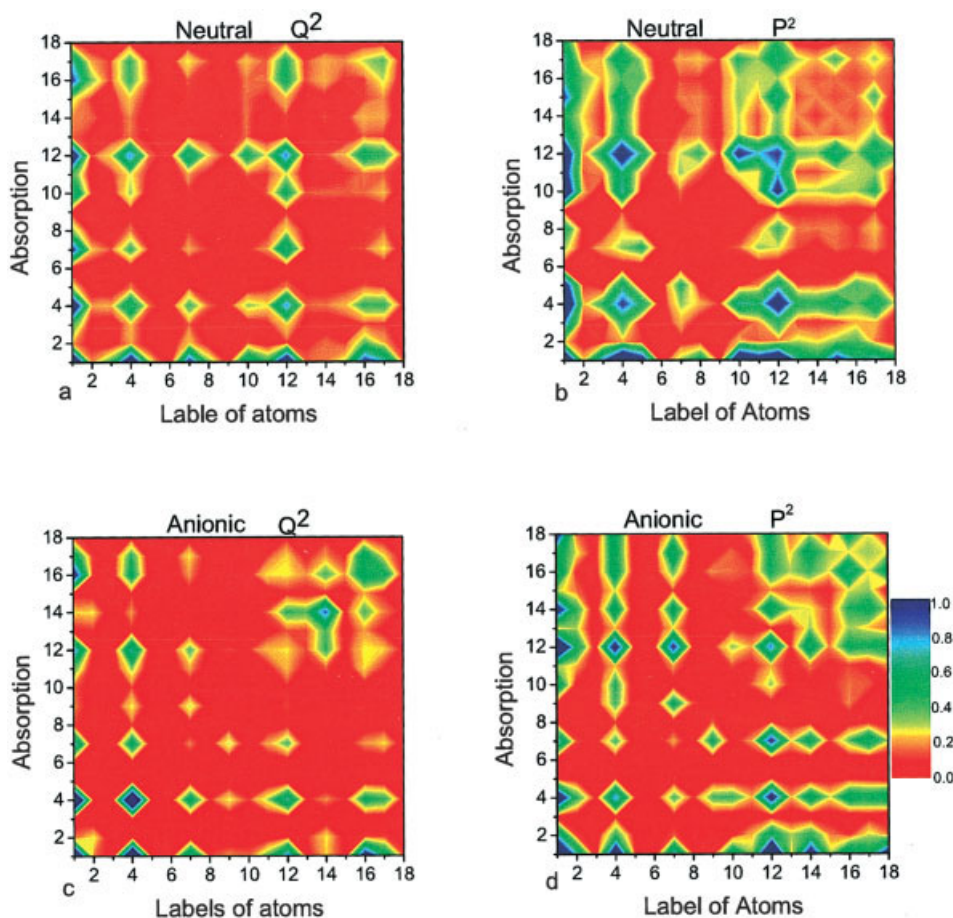 Neutral Q2
18
16
14
12
10
8
6
4
2
Absorption
2 4 6 8 10 12 14 16 18
a
Lable of atoms
Neutral P2
18
16
14
12
10
8
6
4
2
Absorption
2 4 6 8 10 12 14 16 18
b
Label of Atoms
Anionic Q2
18
16
14
12
10
8
6
4
2
Absorption
2 4 6 8 10 12 14 16 18
c
Labels of atoms
Anionic P2
18
16
14
12
10
8
6
4
2
Absorption
2 4 6 8 10 12 14 16 18
d
Label of Atoms
1.0
0.8
0.6
0.4
0.2
0.0